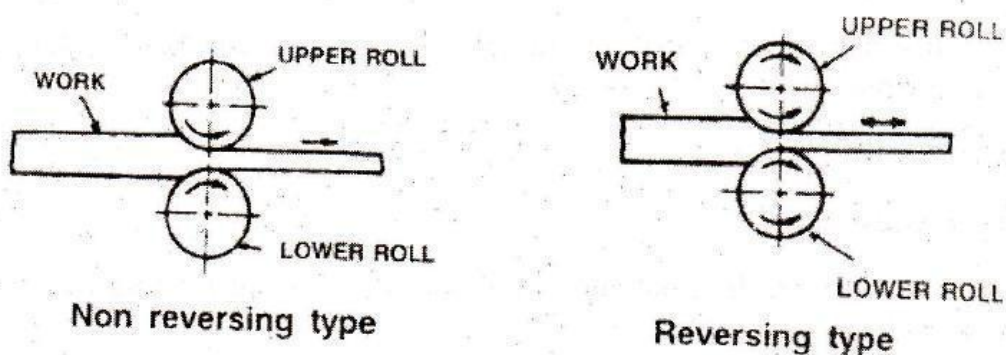 UPPER ROLL
WORK
LOWER ROLL
Non reversing type
UPPER ROLL
WORK
LOWER ROLL
Reversing type